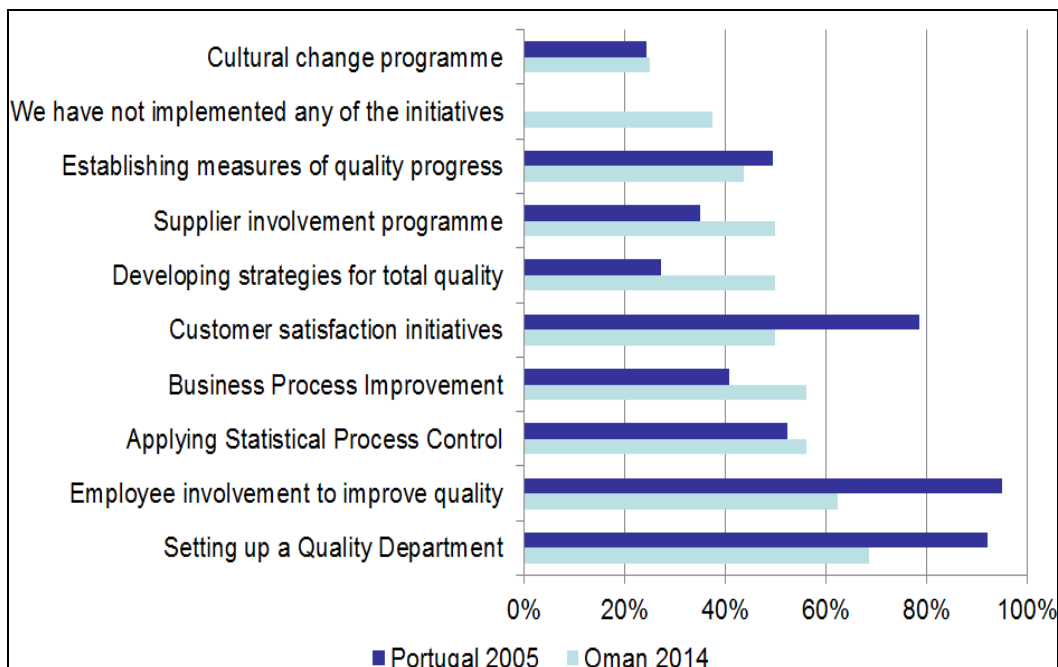 Cultural change programme
We have not implemented any of the initiatives
Establishing measures of quality progress
Supplier involvement programme
Developing strategies for total quality
Customer satisfaction initiatives
Business Process Improvement
Applying Statistical Process Control
Employee involvement to improve quality
Setting up a Quality Department
0% 20% 40% 60% 80% 100%
Portugal 2005 Oman 2014